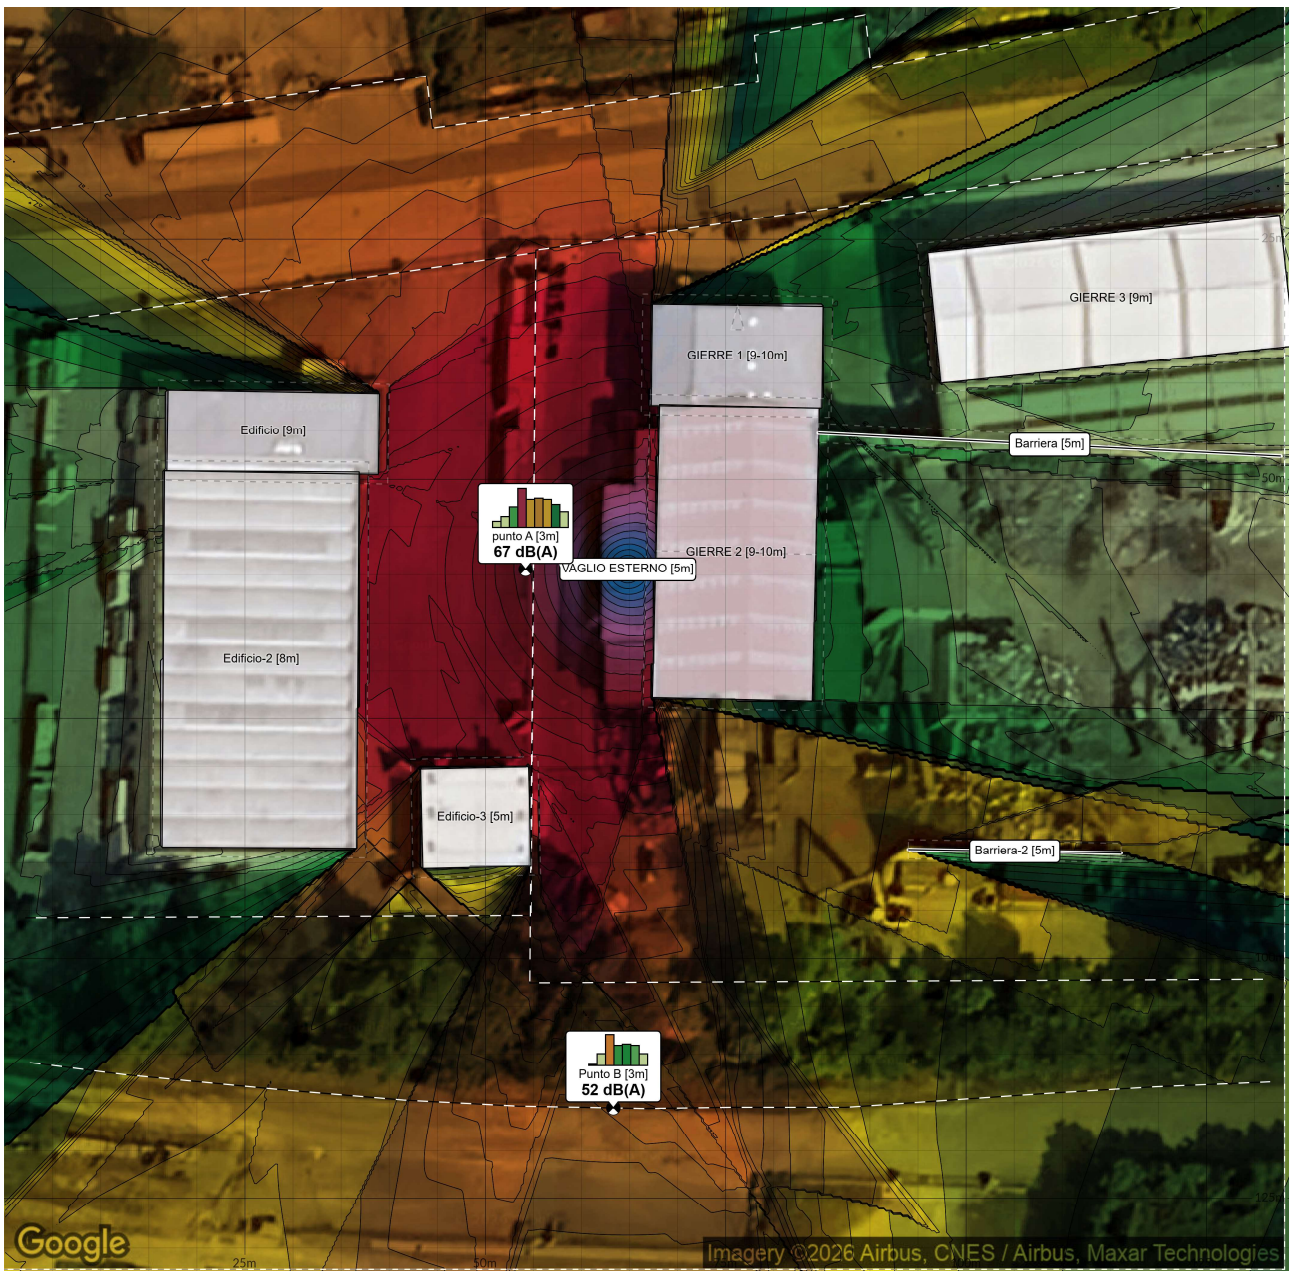 25m
GIERRE 3 [9m]
GIERRE 1 [9-10m]
Edificio [9m]
Barriera [5m]
50m
punto A [3m]
67 dB(A)
VAGLIO ESTERNO [5m]
GIERRE 2 [9-10m]
Edificio-2 [8m]
Edificio-3 [5m]
Barriera-2 [5m]
Punto B [3m]
52 dB(A)
125m
Google
Imagery ©2026 Airbus, CNES / Airbus, Maxar Technologies
25m
50m